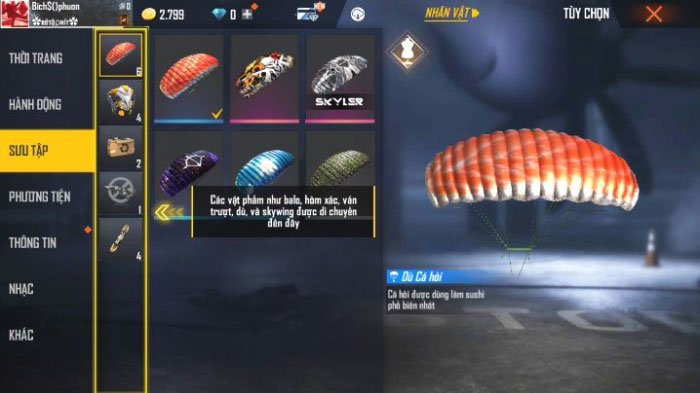 Bich$()phuon
2.799
0
NHÂN VẬT
TÙY CHỌN
THỜI TRANG
HÀNH ĐỘNG
SƯU TẬP
PHƯƠNG TIỆN
THÔNG TIN
NHẠC
KHÁC
6
4
2
1
4
SKYLER
Các vật phẩm như balo, hòm xác, ván
trượt, dù, và skywing được di chuyển
đến đây
Dù Cá hồi
Cá hồi được dùng làm sushi
phổ biến nhất